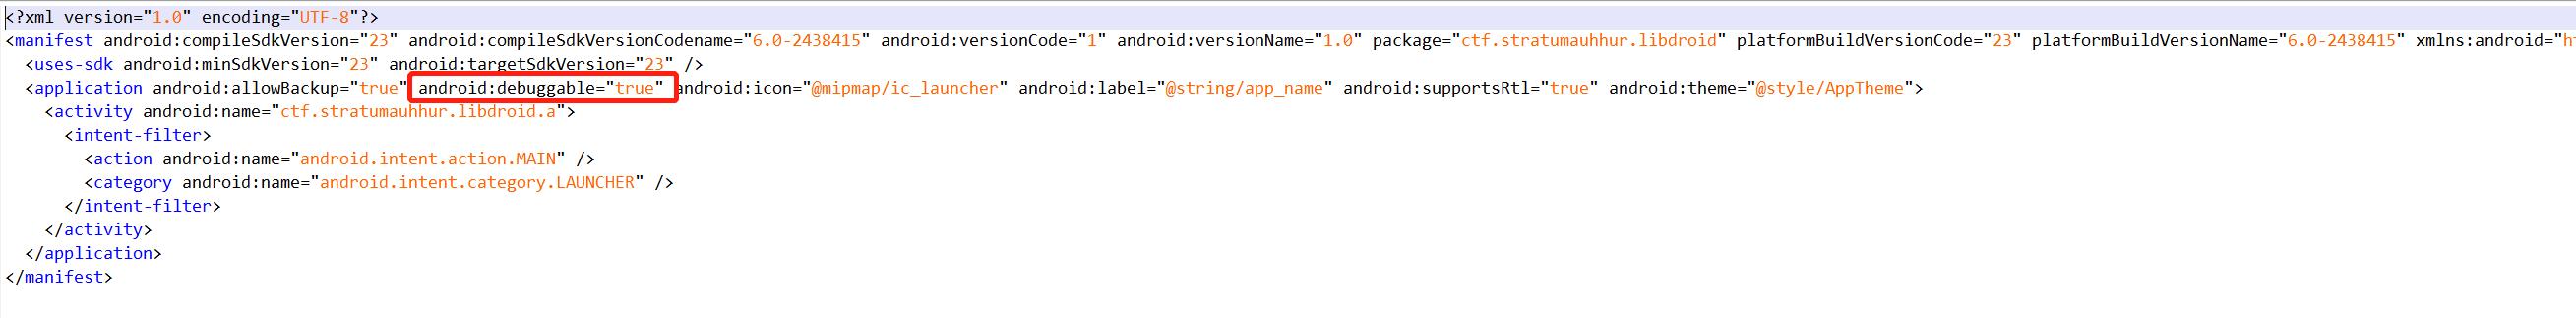 <?xml version="1.0" encoding="UTF-8"?>
<manifest android:compileSdkVersion="23" android:compileSdkVersionCodename="6.0-2438415" android:versionCode="1" android:versionName="1.0" package="ctf.stratumauhhur.libdroid" platformBuildVersionCode="23" platformBuildVersionName="6.0-2438415" xmlns:android="ht
<uses-sdk android:minSdkVersion="23" android:targetSdkVersion="23" />
<application android:allowBackup="true" android:debuggable="true" android:icon="@mipmap/ic_launcher" android:label="@string/app_name" android:supportsRtl="true" android:theme="@style/AppTheme">
<activity android:name="ctf.stratumauhhur.libdroid.a">
<intent-filter>
<action android:name="android.intent.action.MAIN" />
<category android:name="android.intent.category.LAUNCHER" />
</intent-filter>
</activity>
</application>
</manifest>